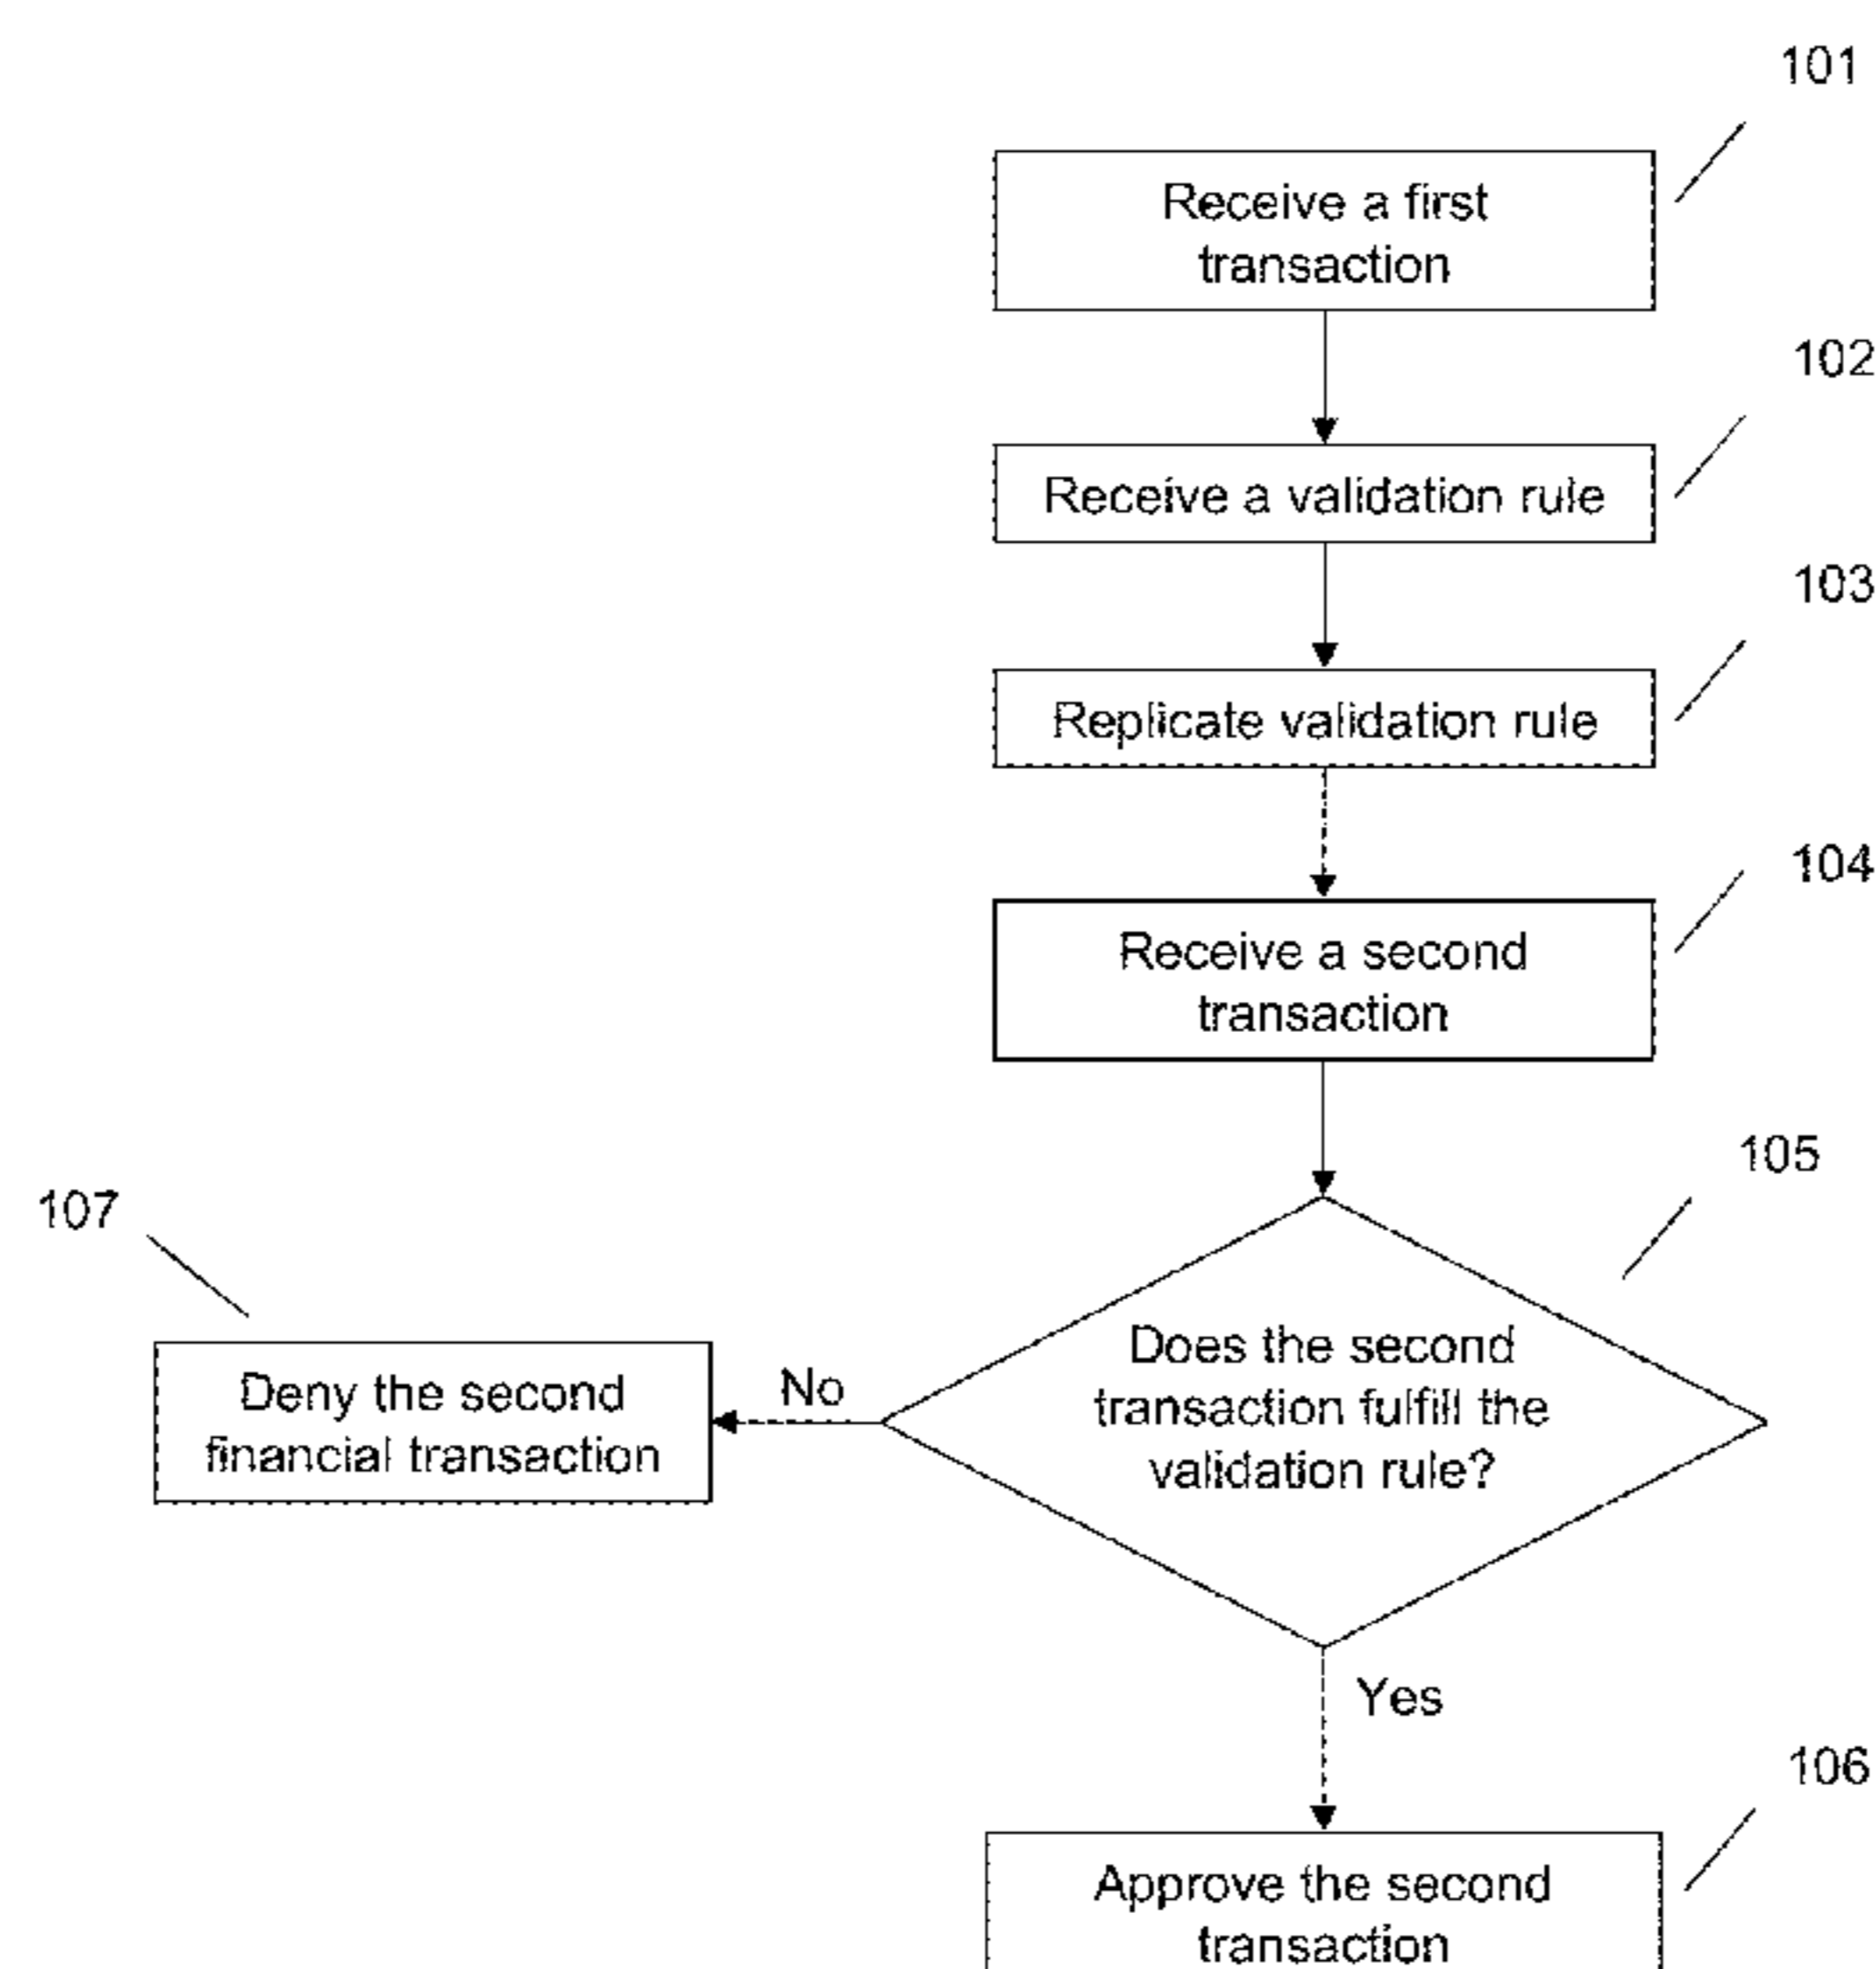 101
Receive a first
transaction
102
Receive a validation rule
103
Replicate validation rule
104
Receive a second
transaction
105
107
Does the second
transaction fulfill the
validation rule?
No
Deny the second
financial transaction
Yes
106
Approve the second
transaction